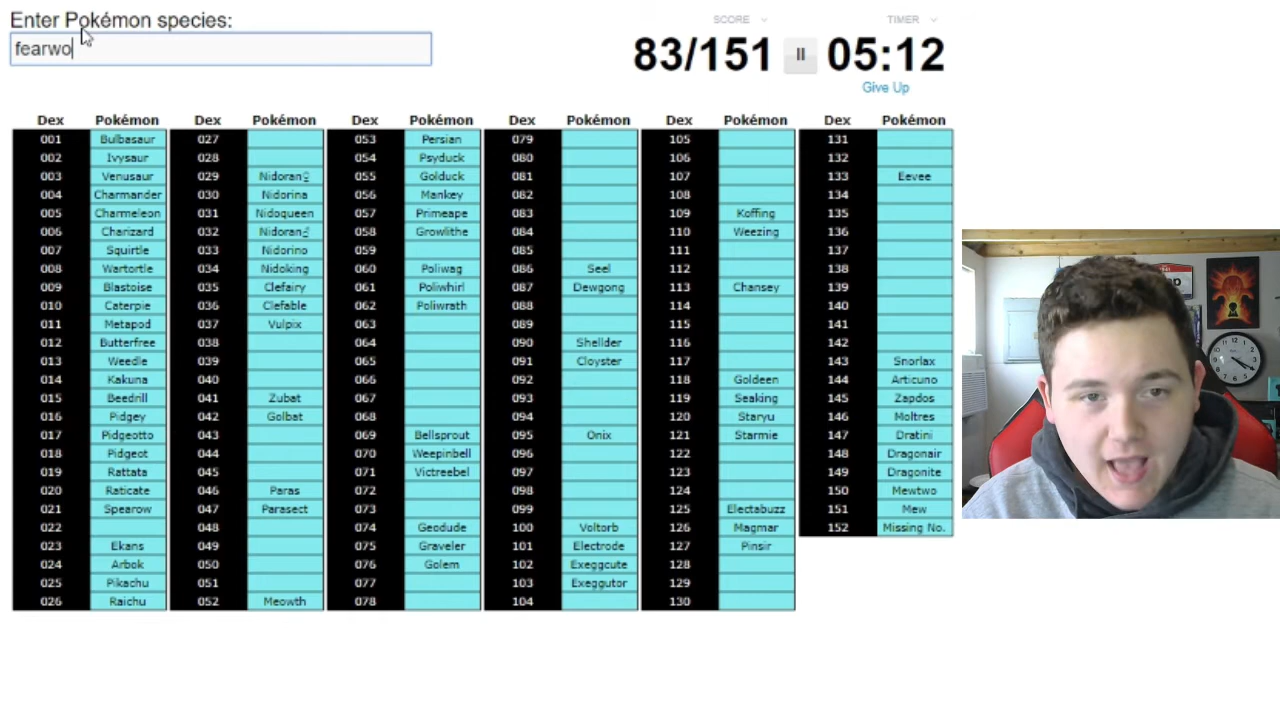 Enter Pokémon species:
fearwo
SCORE
83/151
TIMER
05:12
Give Up
Dex Pokémon Dex Pokémon Dex Pokémon Dex Pokémon Dex Pokémon Dex Pokémon
001 Bulbasaur 027 053 Persian 079 105 131
002 Ivysaur 028 054 Psyduck 080 106 132
003 Venusaur 029 Nidoran♀ 055 Golduck 081 107 133 Eevee
004 Charmander 030 Nidorina 056 Mankey 082 108 134
005 Charmeleon 031 Nidoqueen 057 Primeape 083 109 Koffing 135
006 Charizard 032 Nidoran♂ 058 Growlithe 084 110 Weezing 136
007 Squirtle 033 Nidorino 059 085 111 137
008 Wartortle 034 Nidoking 060 Poliwag 086 Seel 112 138
009 Blastoise 035 Clefairy 061 Poliwhirl 087 Dewgong 113 Chansey 139
010 Caterpie 036 Clefable 062 Poliwrath 088 114 140
011 Metapod 037 Vulpix 063 089 115 141
012 Butterfree 038 064 090 Shellder 116 142
013 Weedle 039 065 091 Cloyster 117 143 Snorlax
014 Kakuna 040 066 092 118 Goldeen 144 Articuno
015 Beedrill 041 Zubat 067 093 119 Seaking 145 Zapdos
016 Pidgey 042 Golbat 068 094 120 Staryu 146 Moltres
017 Pidgeotto 043 069 Bellsprout 095 Onix 121 Starmie 147 Dratini
018 Pidgeot 044 070 Weepinbell 096 122 148 Dragonair
019 Rattata 045 071 Victreebel 097 123 149 Dragonite
020 Raticate 046 Paras 072 098 124 150 Mewtwo
021 Spearow 047 Parasect 073 099 125 Electabuzz 151 Mew
022 048 074 Geodude 100 Voltorb 126 Magmar 152 Missing No.
023 Ekans 049 075 Graveler 101 Electrode 127 Pinsir
024 Arbok 050 076 Golem 102 Exeggcute 128
025 Pikachu 051 077 103 Exeggutor 129
026 Raichu 052 Meowth 078 104 130